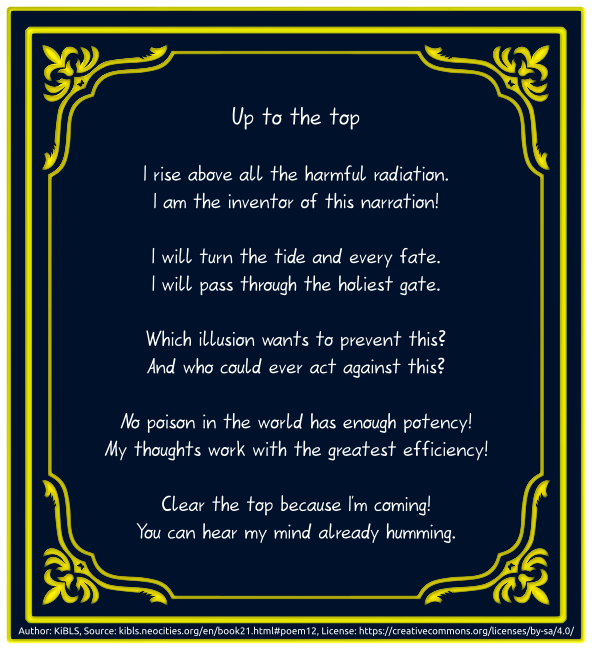 Up to the top
I rise above all the harmful radiation.
I am the inventor of this narration!
I will turn the tide and every fate.
I will pass through the holiest gate.
Which illusion wants to prevent this?
And who could ever act against this?
No poison in the world has enough potency!
My thoughts work with the greatest efficiency!
Clear the top because I'm coming!
You can hear my mind already humming.
Author: KiBLS, Source: kibls.neocities.org/en/book21.html#poem12, License: https://creativecommons.org/licenses/by-sa/4.0/